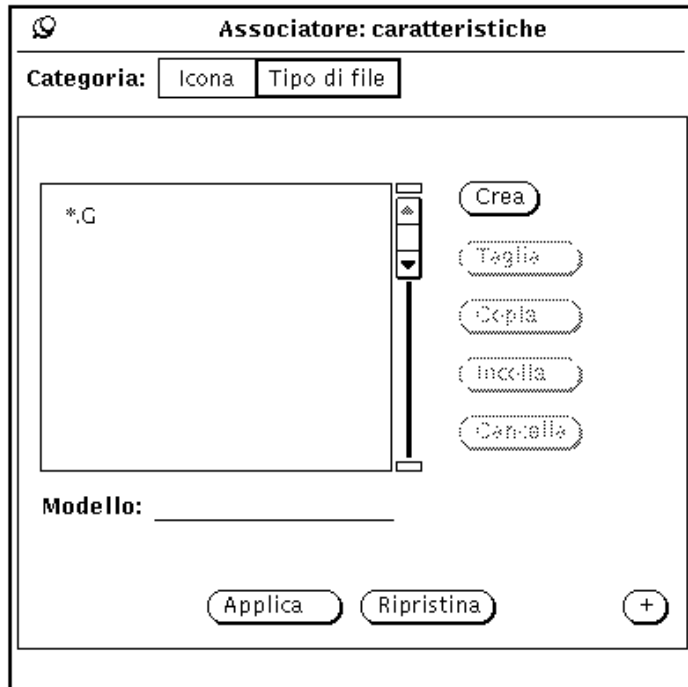 Associatore: caratteristiche
Categoria: Icona Tipo di file
*.G
Crea
Taglia
Copia
Incolla
Cancella
Modello:
Applica Ripristina +